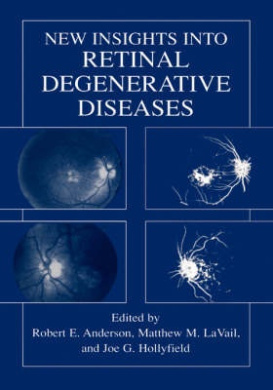 NEW INSIGHTS INTO
RETINAL
DEGENERATIVE
DISEASES
Edited by
Robert E. Anderson, Matthew M. LaVail,
and Joe G. Hollyfield